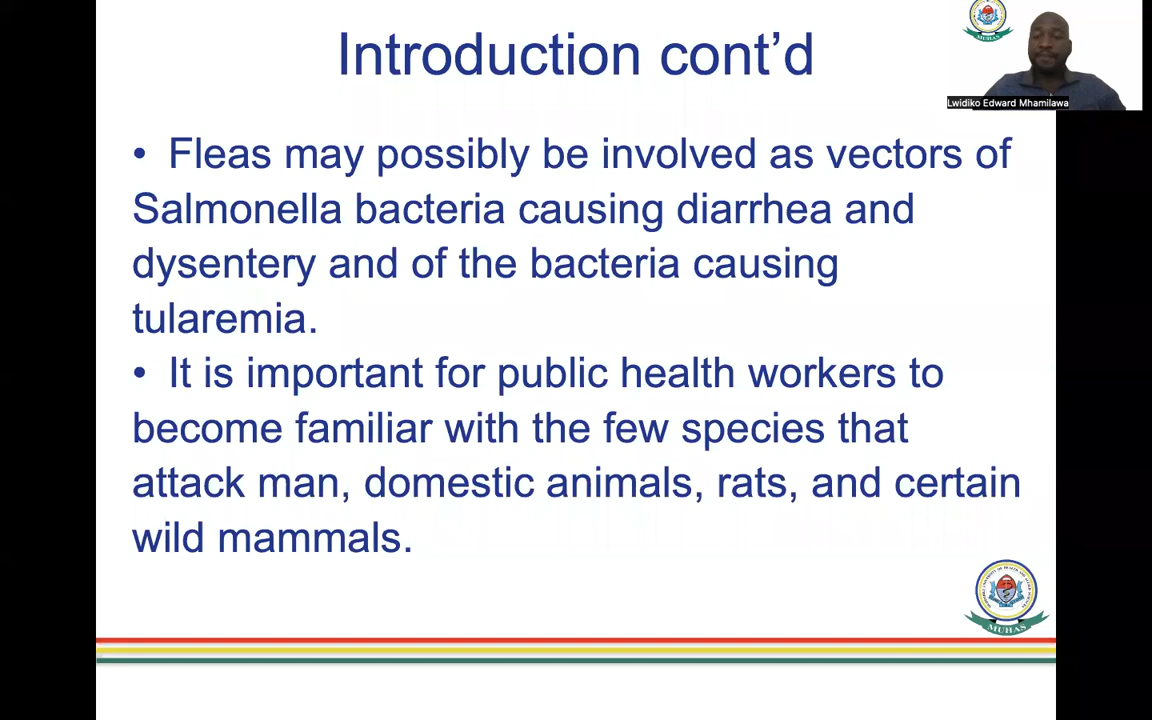 Introduction cont’d
MUHAS
Lwidiko Edward Mhamilawa
• Fleas may possibly be involved as vectors of
Salmonella bacteria causing diarrhea and
dysentery and of the bacteria causing
tularemia.
• It is important for public health workers to
become familiar with the few species that
attack man, domestic animals, rats, and certain
wild mammals.
MUHAS